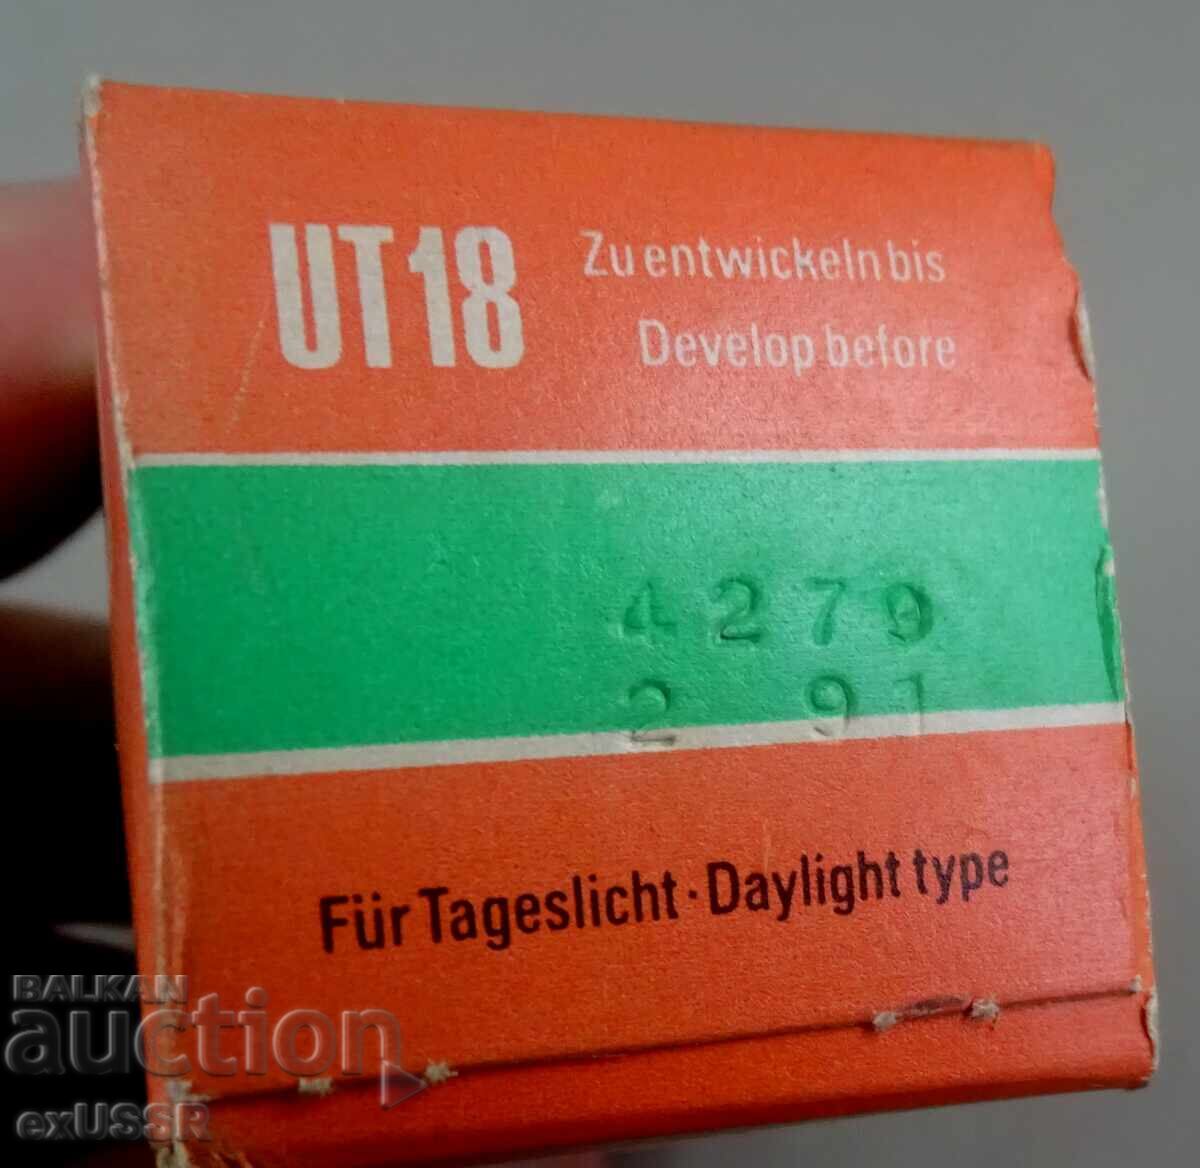 UT18
Zu entwickeln bis
Develop before
4279
2 91
Für Tageslicht · Daylight type
BALKAN
auction
exUSSR